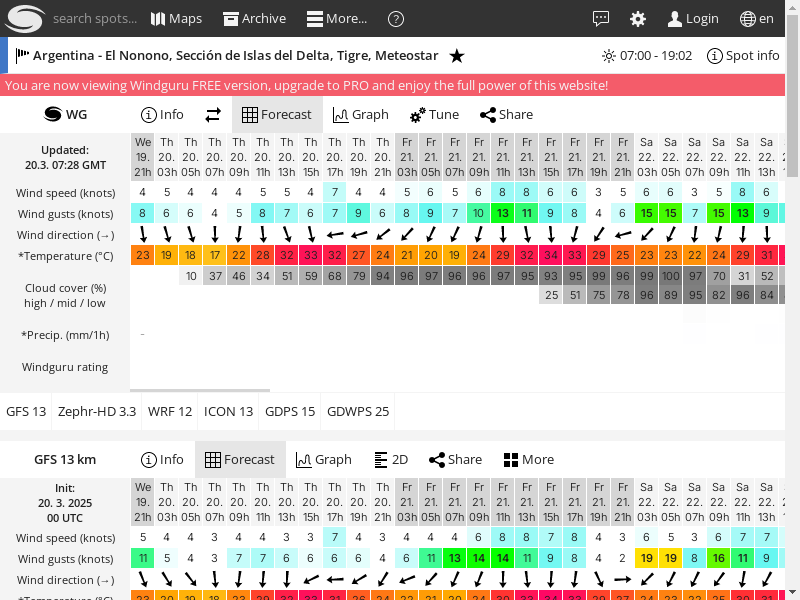 search spots... Maps Archive More... ? Login en
Argentina - El Nonono, Sección de Islas del Delta, Tigre, Meteostar ★ 07:00 - 19:02 Spot info
You are now viewing Windguru FREE version, upgrade to PRO and enjoy the full power of this website!
WG Info Forecast Graph Tune Share
Updated:
20.3. 07:28 GMT
We Th Th Th Th Th Th Th Th Th Th Fr Fr Fr Fr Fr Fr Fr Fr Fr Fr Sa Sa Sa Sa Sa Sa
19. 20. 20. 20. 20. 20. 20. 20. 20. 20. 20. 21. 21. 21. 21. 21. 21. 21. 21. 21. 21. 22. 22. 22. 22. 22. 22.
21h 03h 05h 07h 09h 11h 13h 15h 17h 19h 21h 03h 05h 07h 09h 11h 13h 15h 17h 19h 21h 03h 05h 07h 09h 11h 13h
Wind speed (knots) 4 5 4 4 4 5 5 4 7 4 4 5 6 5 6 8 8 6 6 3 5 6 6 3 5 8 6
Wind gusts (knots) 8 6 6 4 5 8 7 6 7 9 6 8 9 7 10 13 11 9 8 4 6 15 15 7 15 13 9
Wind direction (→)
*Temperature (°C) 23 19 18 17 22 28 32 33 32 27 24 21 20 19 24 29 32 34 33 29 25 23 23 22 24 29 31
Cloud cover (%)
high / mid / low
10 37 46 34 51 59 68 79 94 96 97 96 96 97 95 93 95 99 96 99 100 97 70 31 52
25 51 75 78 96 89 95 82 96 84
*Precip. (mm/1h) -
Windguru rating
GFS 13 Zephr-HD 3.3 WRF 12 ICON 13 GDPS 15 GDWPS 25
GFS 13 km Info Forecast Graph 2D Share More
Init:
20. 3. 2025
00 UTC
We Th Th Th Th Th Th Th Th Th Th Fr Fr Fr Fr Fr Fr Fr Fr Fr Fr Sa Sa Sa Sa Sa Sa
19. 20. 20. 20. 20. 20. 20. 20. 20. 20. 20. 21. 21. 21. 21. 21. 21. 21. 21. 21. 21. 22. 22. 22. 22. 22. 22.
21h 03h 05h 07h 09h 11h 13h 15h 17h 19h 21h 03h 05h 07h 09h 11h 13h 15h 17h 19h 21h 03h 05h 07h 09h 11h 13h
Wind speed (knots) 5 4 4 3 4 4 3 3 7 4 3 4 4 4 6 8 8 7 8 4 3 6 5 3 6 7 7
Wind gusts (knots) 11 5 4 3 7 7 6 6 6 6 4 6 11 13 14 14 11 9 8 4 2 19 19 8 16 11 9
Wind direction (→)
*Temperature (°C)